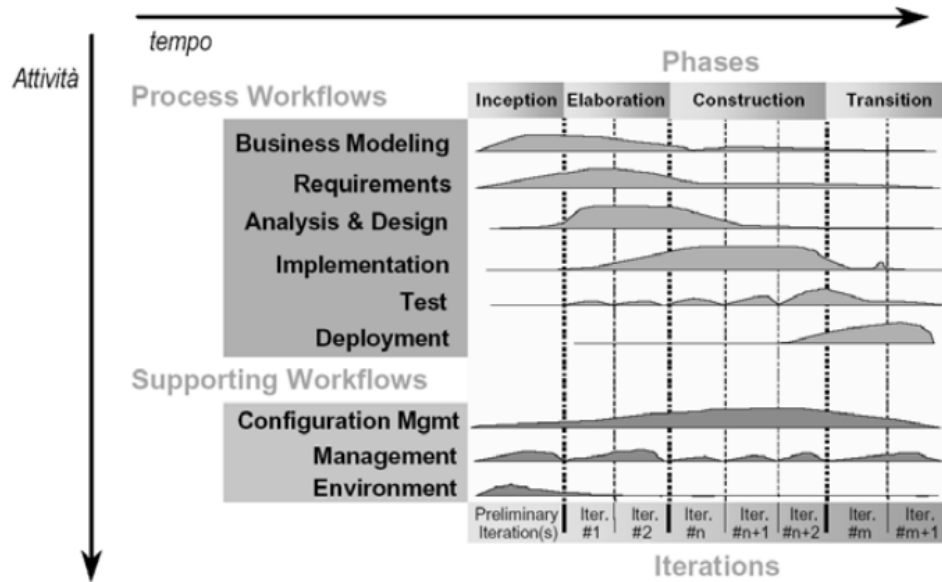 tempo
Attività
Phases
Process Workflows
Inception Elaboration Construction Transition
Business Modeling
Requirements
Analysis & Design
Implementation
Test
Deployment
Supporting Workflows
Configuration Mgmt
Management
Environment
Preliminary Iter. Iter. Iter. Iter. Iter. Iter. Iter.
Iteration(s) #1 #2 #n #n+1 #n+2 #m #m+1
Iterations